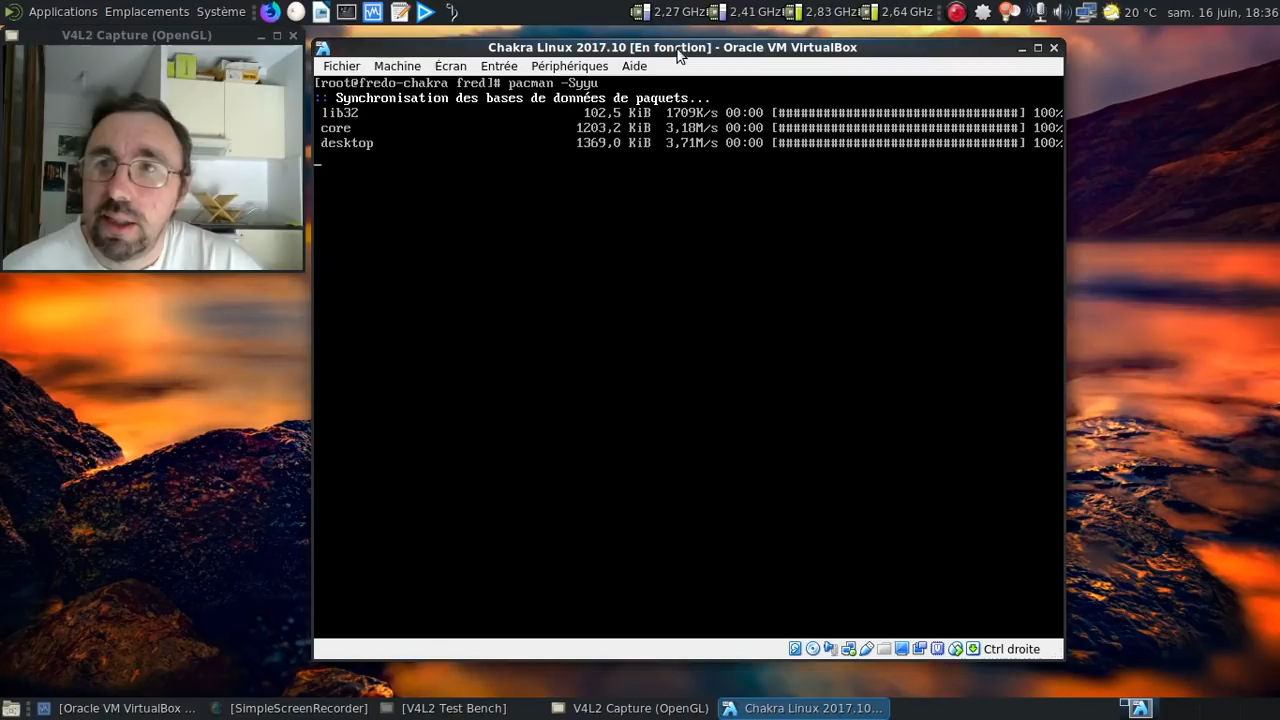 Applications Emplacements Système
2,27 GHz 2,41 GHz 2,83 GHz 2,64 GHz 20 °C sam. 16 juin, 18:36
V4L2 Capture (OpenGL)
Chakra Linux 2017.10 [En fonction] - Oracle VM VirtualBox
Fichier Machine Écran Entrée Périphériques Aide
[root@fredo-chakra fred]# pacman -Syyu
:: Synchronisation des bases de données de paquets...
lib32 102,5 KiB 1709K/s 00:00 [#################################] 100%
core 1203,2 KiB 3,18M/s 00:00 [#################################] 100%
desktop 1369,0 KiB 3,71M/s 00:00 [#################################] 100%
Ctrl droite
[Oracle VM VirtualBox ... [SimpleScreenRecorder] [V4L2 Test Bench] V4L2 Capture (OpenGL) Chakra Linux 2017.10...